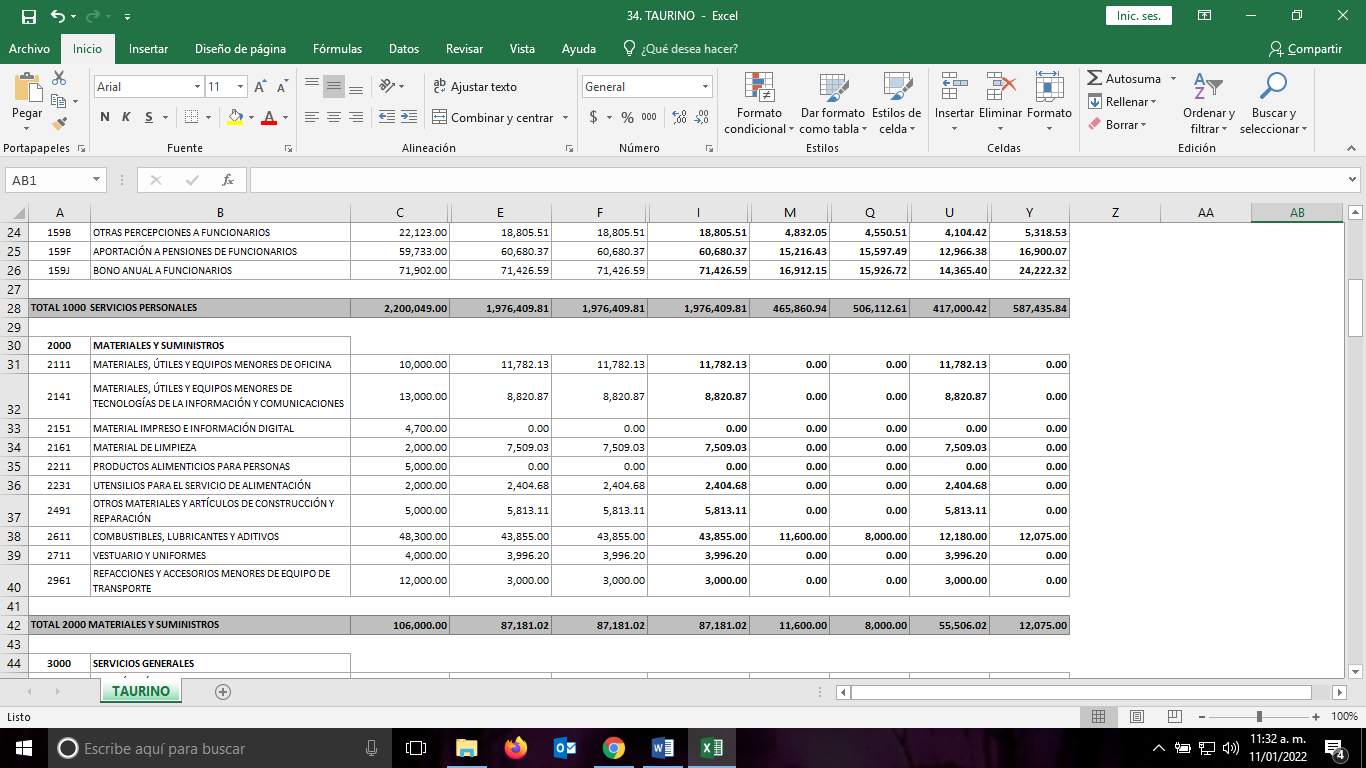 34. TAURINO - Excel
Inic. ses.
Archivo Inicio Insertar Diseño de página Fórmulas Datos Revisar Vista Ayuda ¿Qué desea hacer? Compartir
Arial 11 Ajustar texto General Autosuma
Pegar Rellenar
N K S Combinar y centrar $ % 000 Borrar
Formato condicional Dar formato como tabla Estilos de celda Insertar Eliminar Formato Ordenar y filtrar Buscar y seleccionar
Portapapeles Fuente Alineación Número Estilos Celdas Edición
AB1 fx
A B C E F I M Q U Y Z AA AB
24 159B OTRAS PERCEPCIONES A FUNCIONARIOS 22,123.00 18,805.51 18,805.51 18,805.51 4,832.05 4,550.51 4,104.42 5,318.53
25 159F APORTACIÓN A PENSIONES DE FUNCIONARIOS 59,733.00 60,680.37 60,680.37 60,680.37 15,216.43 15,597.49 12,966.38 16,900.07
26 159J BONO ANUAL A FUNCIONARIOS 71,902.00 71,426.59 71,426.59 71,426.59 16,912.15 15,926.72 14,365.40 24,222.32
27
28 TOTAL 1000 SERVICIOS PERSONALES 2,200,049.00 1,976,409.81 1,976,409.81 1,976,409.81 465,860.94 506,112.61 417,000.42 587,435.84
29
30 2000 MATERIALES Y SUMINISTROS
31 2111 MATERIALES, ÚTILES Y EQUIPOS MENORES DE OFICINA 10,000.00 11,782.13 11,782.13 11,782.13 0.00 0.00 11,782.13 0.00
MATERIALES, ÚTILES Y EQUIPOS MENORES DE
32 2141 TECNOLOGÍAS DE LA INFORMACIÓN Y COMUNICACIONES 13,000.00 8,820.87 8,820.87 8,820.87 0.00 0.00 8,820.87 0.00
33 2151 MATERIAL IMPRESO E INFORMACIÓN DIGITAL 4,700.00 0.00 0.00 0.00 0.00 0.00 0.00 0.00
34 2161 MATERIAL DE LIMPIEZA 2,000.00 7,509.03 7,509.03 7,509.03 0.00 0.00 7,509.03 0.00
35 2211 PRODUCTOS ALIMENTICIOS PARA PERSONAS 5,000.00 0.00 0.00 0.00 0.00 0.00 0.00 0.00
36 2231 UTENSILIOS PARA EL SERVICIO DE ALIMENTACIÓN 2,000.00 2,404.68 2,404.68 2,404.68 0.00 0.00 2,404.68 0.00
OTROS MATERIALES Y ARTÍCULOS DE CONSTRUCCIÓN Y
37 2491 REPARACIÓN 5,000.00 5,813.11 5,813.11 5,813.11 0.00 0.00 5,813.11 0.00
38 2611 COMBUSTIBLES, LUBRICANTES Y ADITIVOS 48,300.00 43,855.00 43,855.00 43,855.00 11,600.00 8,000.00 12,180.00 12,075.00
39 2711 VESTUARIO Y UNIFORMES 4,000.00 3,996.20 3,996.20 3,996.20 0.00 0.00 3,996.20 0.00
REFACCIONES Y ACCESORIOS MENORES DE EQUIPO DE
40 2961 TRANSPORTE 12,000.00 3,000.00 3,000.00 3,000.00 0.00 0.00 3,000.00 0.00
41
42 TOTAL 2000 MATERIALES Y SUMINISTROS 106,000.00 87,181.02 87,181.02 87,181.02 11,600.00 8,000.00 55,506.02 12,075.00
43
44 3000 SERVICIOS GENERALES
TAURINO
Listo 100%
Escribe aquí para buscar
11:32 a. m.
11/01/2022
4